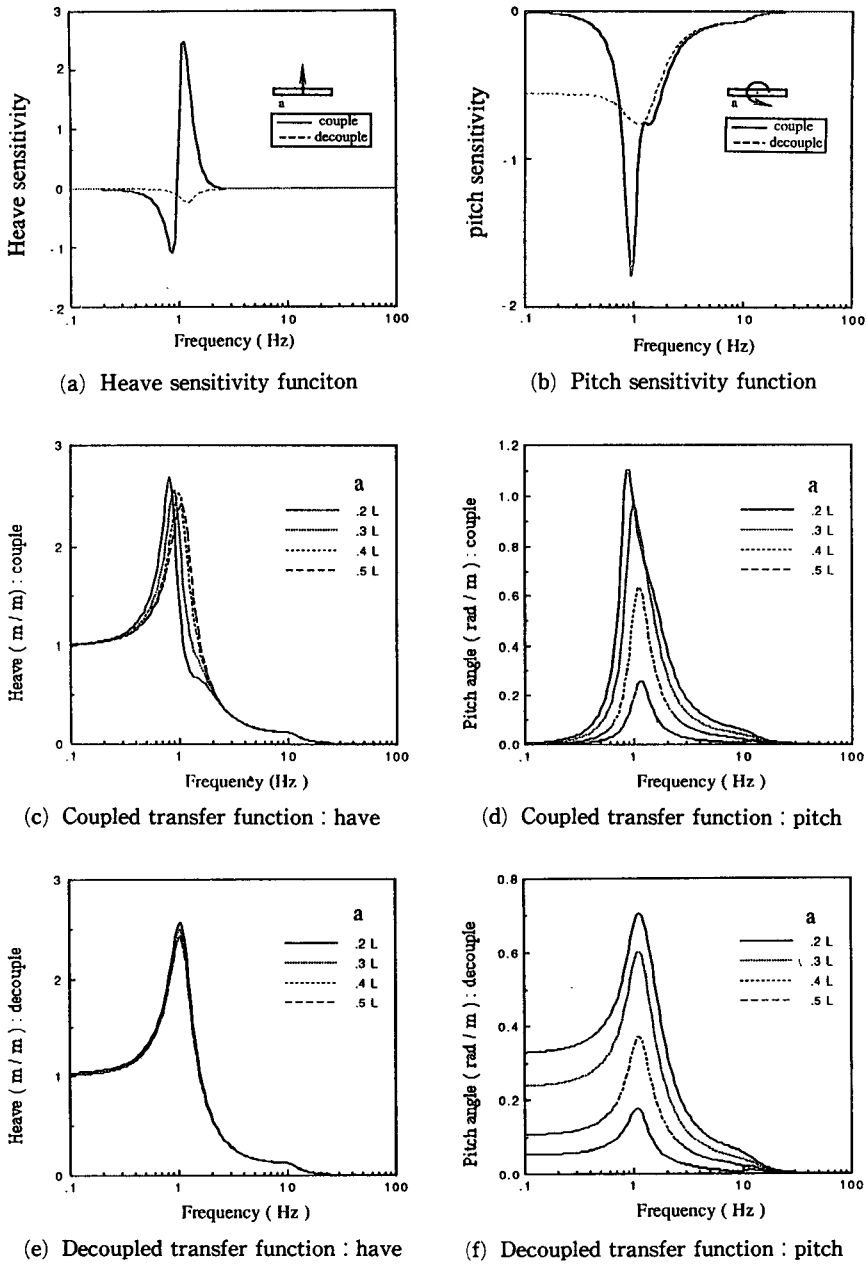 3
2
1
0
- 1
- 2
.1
1
10
100
Heave sensitivity
Frequency ( Hz)
a
couple
decouple
(a) Heave sensitivity funciton
0
- 1
- 2
.1
1
10
100
pitch sensitivity
Frequency ( Hz)
a
couple
decouple
(b) Pitch sensitivity function
3
2
1
0
.1
1
10
100
Heave ( m / m) : couple
Frequency (Hz)
a
.2 L
.3 L
.4 L
.5 L
(c) Coupled transfer function : have
1.2
1.0
0.8
0.6
0.4
0.2
0.0
.1
1
10
100
Pitch angle ( rad / m ) : couple
Frequency ( Hz )
a
.2 L
.3 L
.4 L
.5 L
(d) Coupled transfer function : pitch
3
2
1
0
.1
1
10
100
Heave ( m / m ) : decouple
Frequency ( Hz )
a
.2 L
.3 L
.4 L
.5 L
(e) Decoupled transfer function : have
0.8
0.6
0.4
0.2
0.0
.1
1
10
100
Pitch angle ( rad / m ) : decouple
Frequency ( Hz )
a
.2 L
.3 L
.4 L
.5 L
(f) Decoupled transfer function : pitch